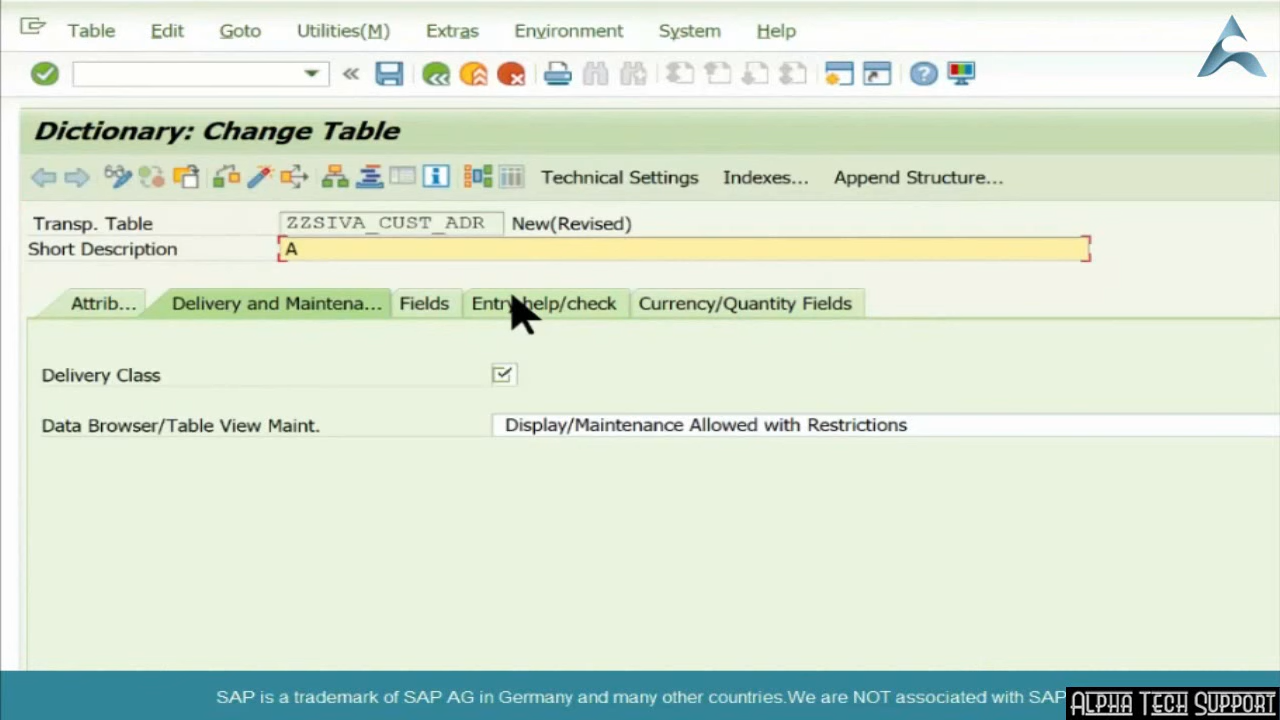 Table Edit Goto Utilities(M) Extras Environment System Help
Dictionary: Change Table
Technical Settings Indexes... Append Structure...
Transp. Table ZZSIVA_CUST_ADR New(Revised)
Short Description A
Attrib... Delivery and Maintena... Fields Entry help/check Currency/Quantity Fields
Delivery Class
Data Browser/Table View Maint. Display/Maintenance Allowed with Restrictions
SAP is a trademark of SAP AG in Germany and many other countries.We are NOT associated with SAP
Alpha Tech Support